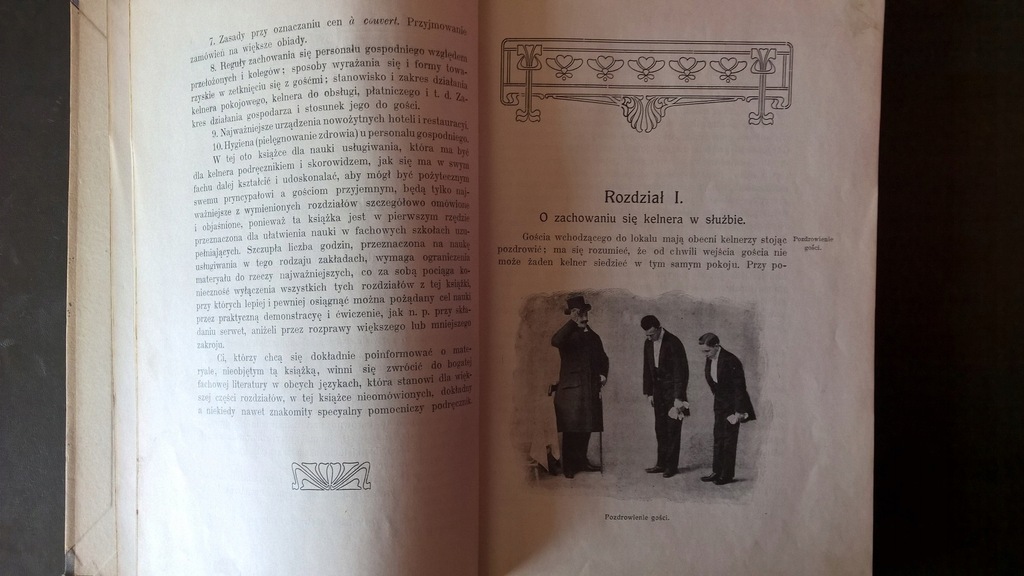 7. Zasady przy oznaczaniu cen à couvert. Przyjmowanie
zamówień na większe obiady.
8. Reguły zachowania się personału gospodniego względem
przełożonych i kolegów; sposoby wyrażania się i formy towa-
rzyskie w zetknięciu się z gośćmi; stanowisko i zakres działania
kelnera pokojowego, kelnera do obsługi, płatniczego i t. d. Za-
kres działania gospodarza i stosunek jego do gości.
9. Najważniejsze urządzenia nowożytnych hoteli i restauracyi.
10. Hygiena (pielęgnowanie zdrowia) u personału gospodniego.
W tej oto książce dla nauki usługiwania, która ma być
dla kelnera podręcznikiem i skorowidzem, jak się ma w swym
fachu dalej kształcić i udoskonalać, aby mógł być pożytecznym
swemu pryncypałowi a gościom przyjemnym, będą tylko naj-
ważniejsze z wymienionych rozdziałów szczegółowo omówione
i objaśnione, ponieważ ta książka jest w pierwszym rzędzie
przeznaczona dla ułatwienia nauki w fachowych szkołach uzu-
pełniających. Szczupła liczba godzin, przeznaczona na naukę
usługiwania w tego rodzaju zakładach, wymaga ograniczenia
materyału do rzeczy najważniejszych, co za sobą pociąga ko-
nieczność wyłączenia wszystkich tych rozdziałów z tej książki,
przy których lepiej i pewniej osiągnąć można pożądany cel nauki
przez praktyczną demonstracyę i ćwiczenie, jak n. p. przy skła-
daniu serwet, aniżeli przez rozprawy większego lub mniejszego
zakroju.
Ci, którzy chcą się dokładnie poinformować o mate-
ryale, nieobjętym tą książką, winni się zwrócić do bogatej
fachowej literatury w obcych językach, która stanowi dla więk-
szej części rozdziałów, w tej książce nieomówionych, dokładny
a niekiedy nawet znakomity specyalny pomocniczy podręcznik.
Rozdział I.
O zachowaniu się kelnera w służbie.
Gościa wchodzącego do lokalu mają obecni kelnerzy stojąc
pozdrowić; ma się rozumieć, że od chwili wejścia gościa nie
może żaden kelner siedzieć w tym samym pokoju. Przy po-
Pozdrowienie
gości.
Pozdrowienie gości.